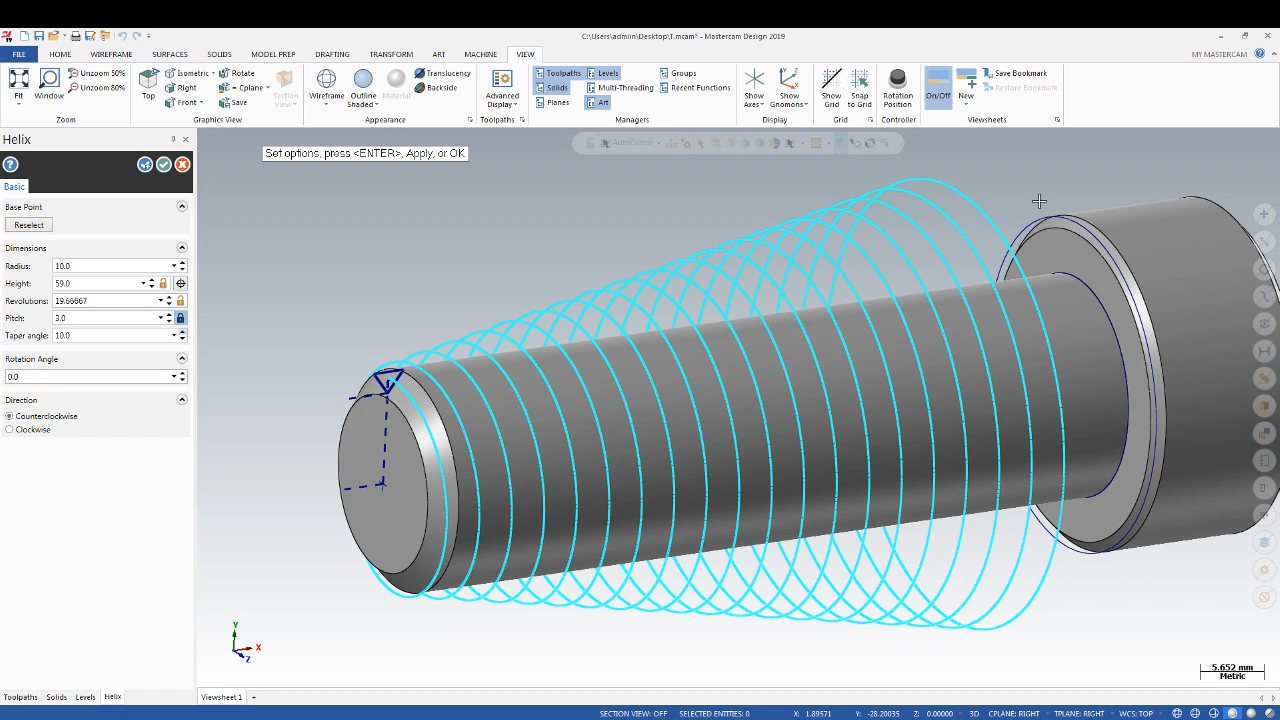 C:\Users\admiin\Desktop\T.mcam* - Mastercam Design 2019
FILE HOME WIREFRAME SURFACES SOLIDS MODEL PREP DRAFTING TRANSFORM ART MACHINE VIEW MY MASTERCAM
Fit Window Unzoom 50% Unzoom 80%
Zoom
Top Isometric Right Front Rotate = Cplane Save Section View
Graphics View
Wireframe Outline Shaded Material Translucency Backside
Appearance
Advanced Display
Toolpaths
Toolpaths Solids Planes Levels Multi-Threading Art Groups Recent Functions
Managers
Show Axes Show Gnomons
Display
Show Grid Snap to Grid
Grid
Rotation Position
Controller
On/Off New Save Bookmark Restore Bookmark
Viewsheets
Helix
Basic
Base Point
Reselect
Dimensions
Radius: 10.0
Height: 59.0
Revolutions: 19.66667
Pitch: 3.0
Taper angle: 10.0
Rotation Angle
0.0
Direction
Counterclockwise
Clockwise
Set options, press <ENTER>, Apply, or OK
AutoCursor
Y
X
Z
5.652 mm
Metric
Toolpaths Solids Levels Helix Viewsheet 1 +
SECTION VIEW: OFF SELECTED ENTITIES: 0 X: 1.89571 Y: -28.20035 Z: 0.00000 3D CPLANE: RIGHT TPLANE: RIGHT WCS: TOP